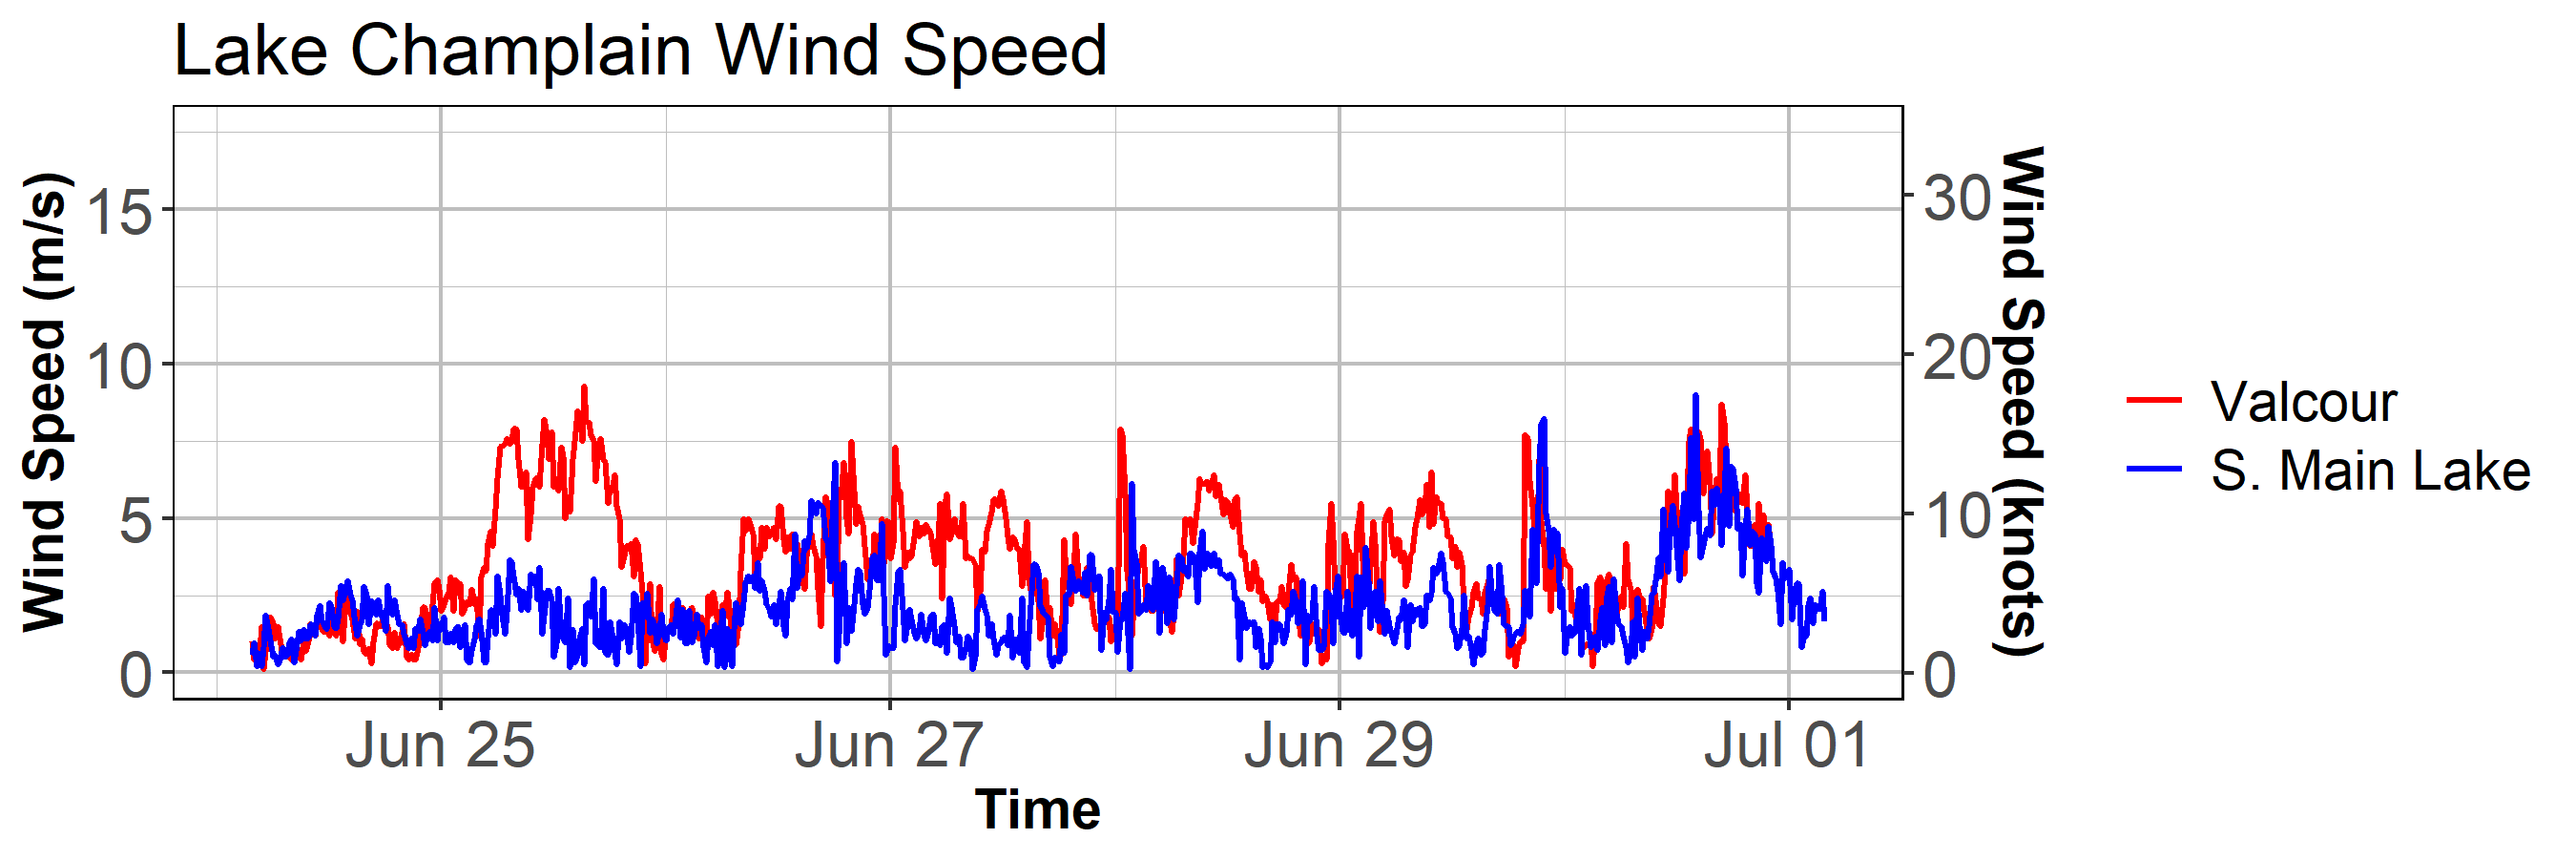 Lake Champlain Wind Speed
Wind Speed (m/s)
15
10
5
0
30
20
10
0
Wind Speed (knots)
Jun 25
Jun 27
Jun 29
Jul 01
Time
Valcour
S. Main Lake